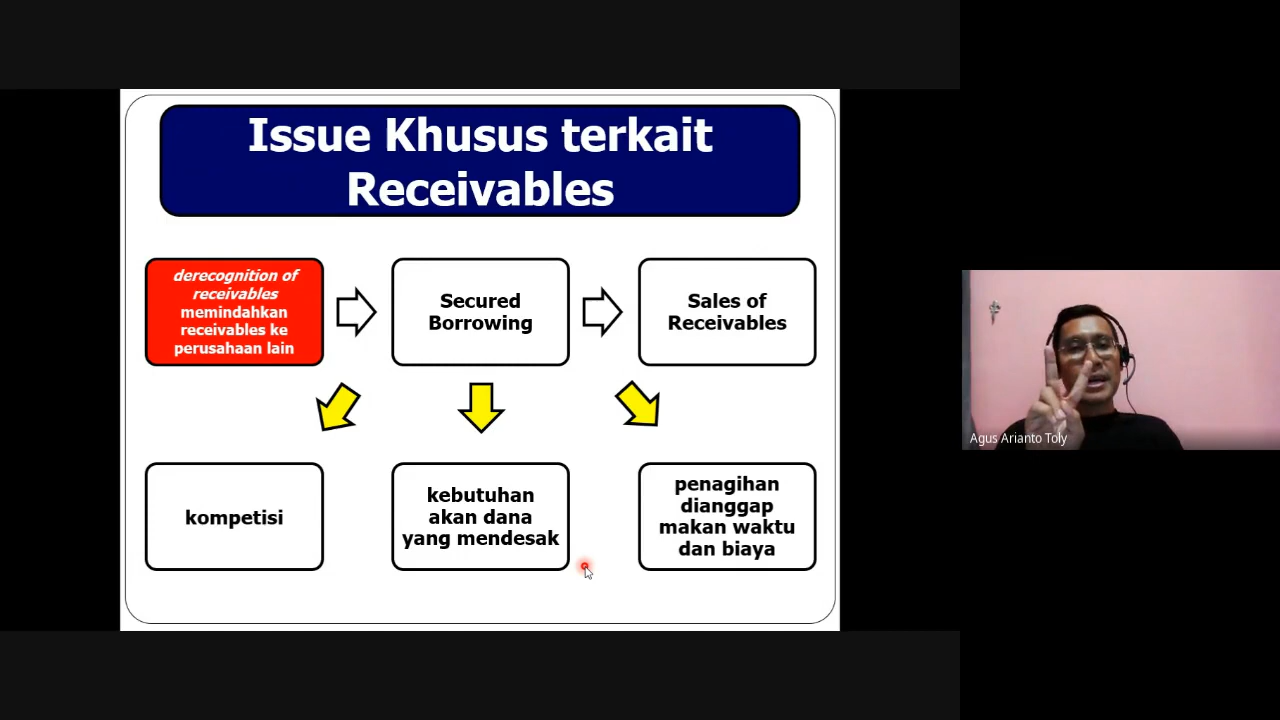 Issue Khusus terkait
Receivables
derecognition of
receivables
memindahkan
receivables ke
perusahaan lain
Secured
Borrowing
Sales of
Receivables
kompetisi
kebutuhan
akan dana
yang mendesak
penagihan
dianggap
makan waktu
dan biaya
Agus Arianto Toly